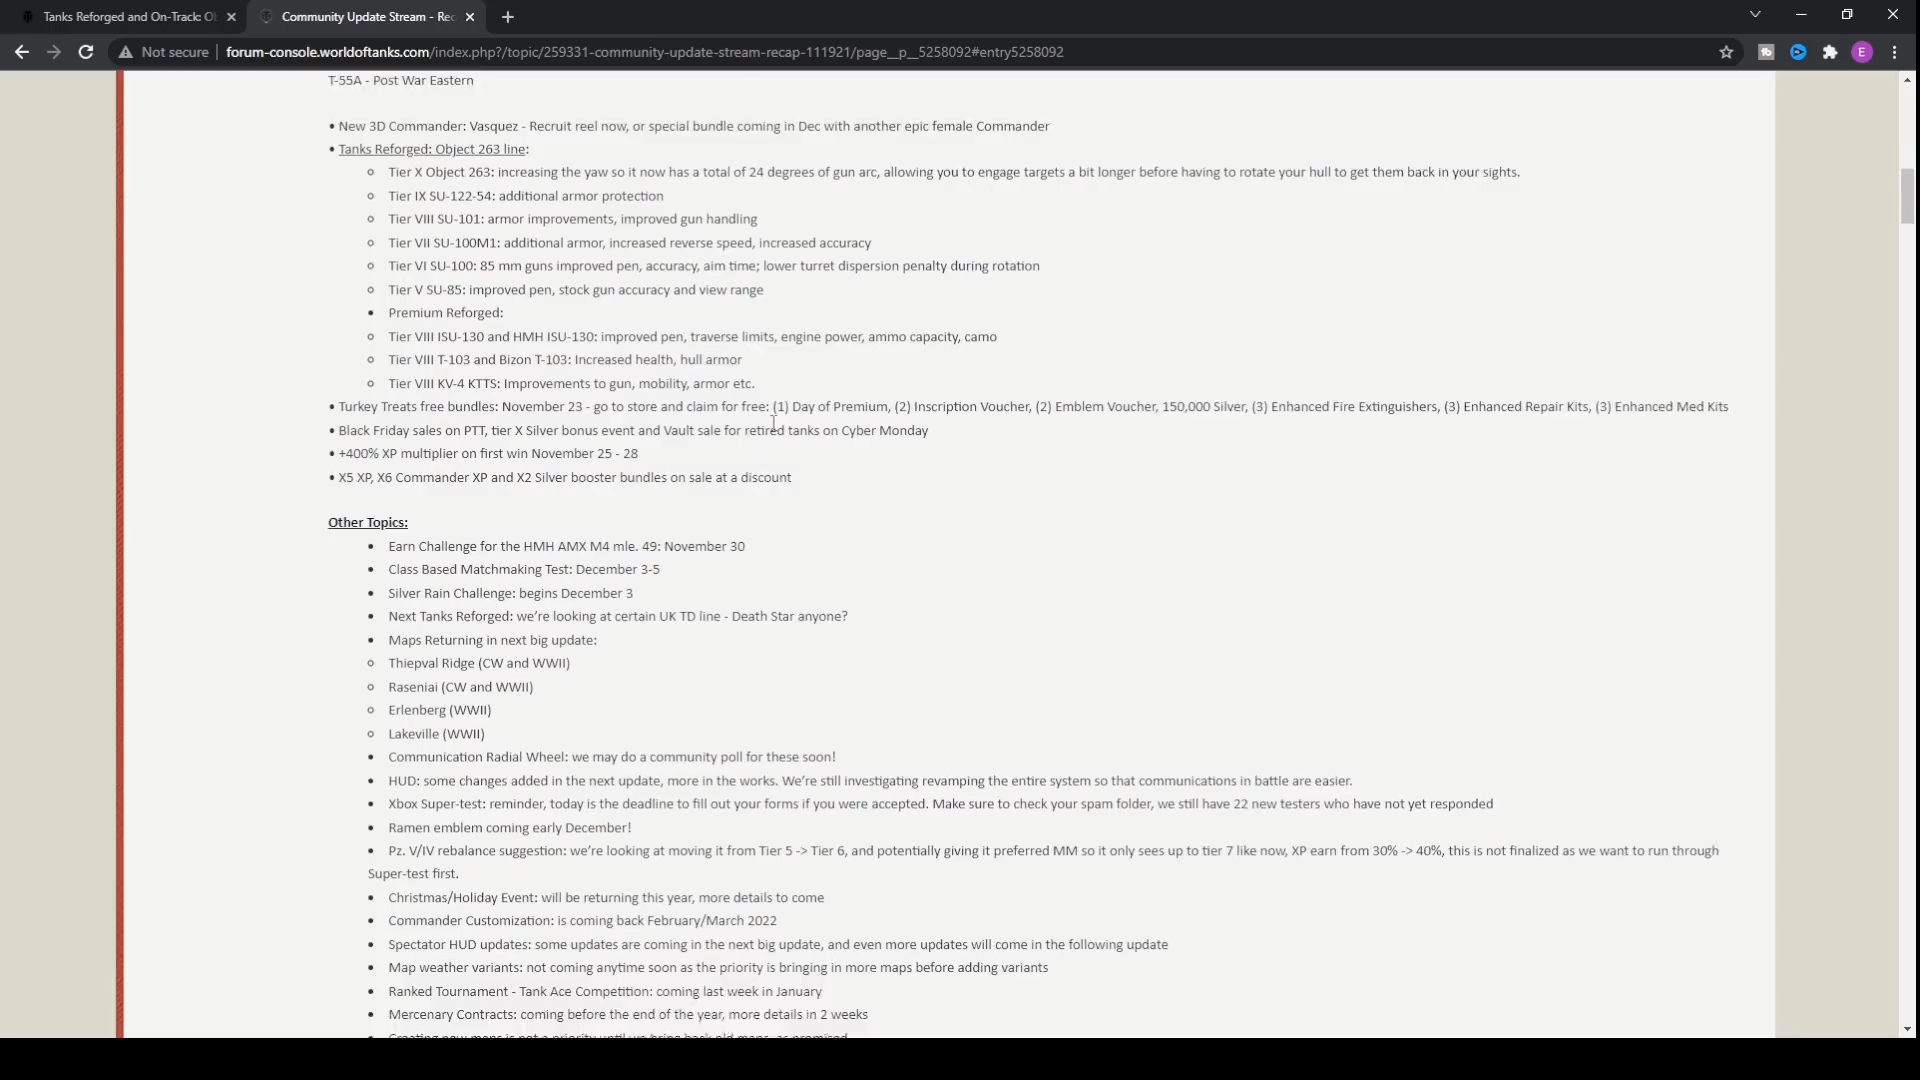 Tanks Reforged and On-Track: O
Community Update Stream - Rec
Not secure
forum-console.worldoftanks.com/index.php?/topic/259331-community-update-stream-recap-111921/page__p__5258092#entry5258092
E
T-55A - Post War Eastern
• New 3D Commander: Vasquez - Recruit reel now, or special bundle coming in Dec with another epic female Commander
• Tanks Reforged: Object 263 line:
Tier X Object 263: increasing the yaw so it now has a total of 24 degrees of gun arc, allowing you to engage targets a bit longer before having to rotate your hull to get them back in your sights.
Tier IX SU-122-54: additional armor protection
Tier VIII SU-101: armor improvements, improved gun handling
Tier VII SU-100M1: additional armor, increased reverse speed, increased accuracy
Tier VI SU-100: 85 mm guns improved pen, accuracy, aim time; lower turret dispersion penalty during rotation
Tier V SU-85: improved pen, stock gun accuracy and view range
• Premium Reforged:
Tier VIII ISU-130 and HMH ISU-130: improved pen, traverse limits, engine power, ammo capacity, camo
Tier VIII T-103 and Bizon T-103: Increased health, hull armor
Tier VIII KV-4 KTTS: Improvements to gun, mobility, armor etc.
• Turkey Treats free bundles: November 23 - go to store and claim for free: (1) Day of Premium, (2) Inscription Voucher, (2) Emblem Voucher, 150,000 Silver, (3) Enhanced Fire Extinguishers, (3) Enhanced Repair Kits, (3) Enhanced Med Kits
• Black Friday sales on PTT, tier X Silver bonus event and Vault sale for retired tanks on Cyber Monday
• +400% XP multiplier on first win November 25 - 28
• X5 XP, X6 Commander XP and X2 Silver booster bundles on sale at a discount
Other Topics:
• Earn Challenge for the HMH AMX M4 mle. 49: November 30
• Class Based Matchmaking Test: December 3-5
• Silver Rain Challenge: begins December 3
• Next Tanks Reforged: we're looking at certain UK TD line - Death Star anyone?
• Maps Returning in next big update:
Thiepval Ridge (CW and WWII)
Raseniai (CW and WWII)
Erlenberg (WWII)
Lakeville (WWII)
• Communication Radial Wheel: we may do a community poll for these soon!
• HUD: some changes added in the next update, more in the works. We're still investigating revamping the entire system so that communications in battle are easier.
• Xbox Super-test: reminder, today is the deadline to fill out your forms if you were accepted. Make sure to check your spam folder, we still have 22 new testers who have not yet responded
• Ramen emblem coming early December!
• Pz. V/IV rebalance suggestion: we're looking at moving it from Tier 5 -> Tier 6, and potentially giving it preferred MM so it only sees up to tier 7 like now, XP earn from 30% -> 40%, this is not finalized as we want to run through
Super-test first.
• Christmas/Holiday Event: will be returning this year, more details to come
• Commander Customization: is coming back February/March 2022
• Spectator HUD updates: some updates are coming in the next big update, and even more updates will come in the following update
• Map weather variants: not coming anytime soon as the priority is bringing in more maps before adding variants
• Ranked Tournament - Tank Ace Competition: coming last week in January
• Mercenary Contracts: coming before the end of the year, more details in 2 weeks
• Creating new maps is not a priority until we bring back old maps, as promised